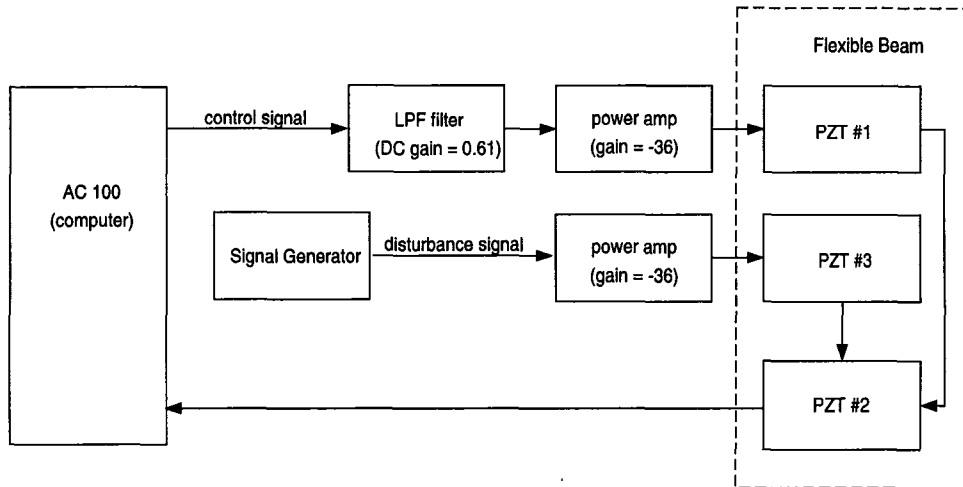 Flexible Beam
control signal
LPF filter
(DC gain = 0.61)
power amp
(gain = -36)
PZT #1
AC 100
(computer)
Signal Generator
disturbance signal
power amp
(gain = -36)
PZT #3
PZT #2